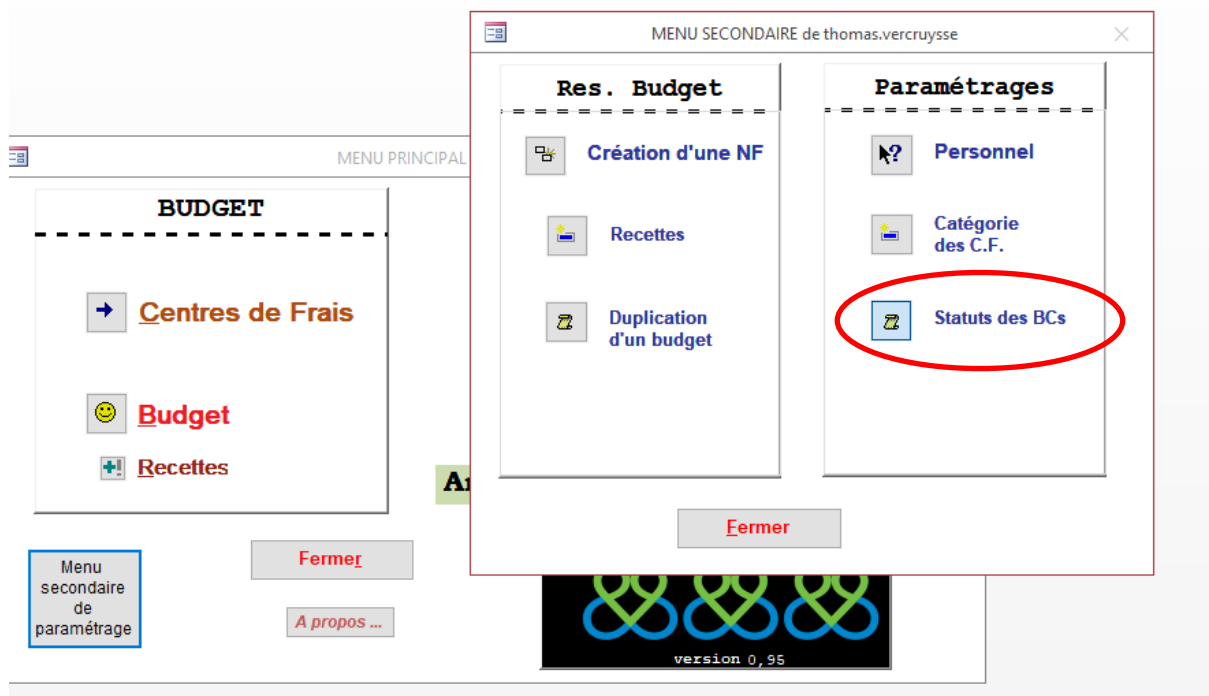 MENU SECONDAIRE de thomas.vercruysse
Res. Budget
Création d'une NF
Recettes
Duplication
d'un budget
Paramétrages
Personnel
Catégorie
des C.F.
Statuts des BCs
Fermer
MENU PRINCIPAL
BUDGET
Centres de Frais
Budget
Recettes
Menu
secondaire
de
paramétrage
Fermer
A propos ...
version 0,95